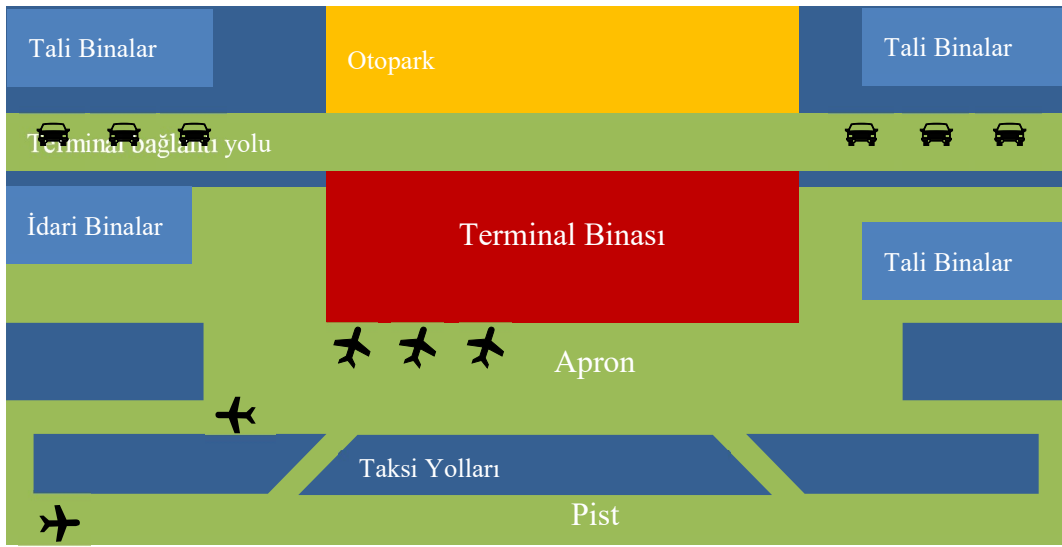 Tali Binalar
Otopark
Tali Binalar
Terminal bağlantı yolu
İdari Binalar
Terminal Binası
Tali Binalar
Apron
Taksi Yolları
Pist